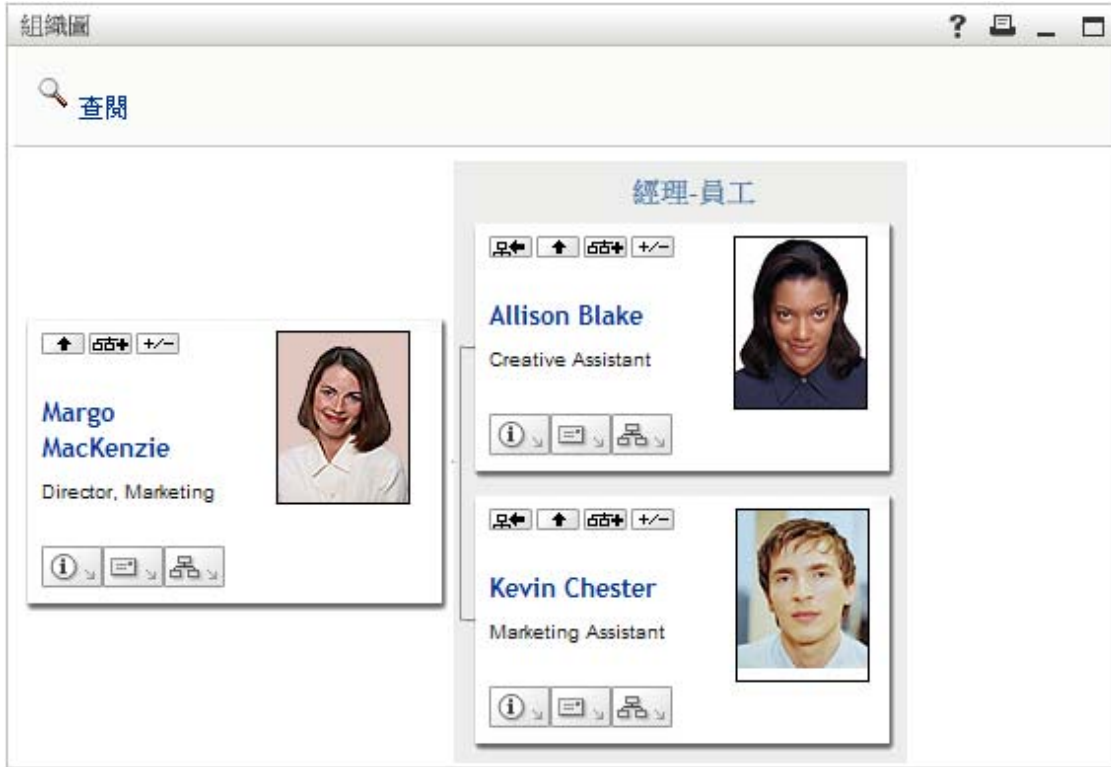 組織圖
查閱
經理-員工
Margo
MacKenzie
Director, Marketing
Allison Blake
Creative Assistant
Kevin Chester
Marketing Assistant